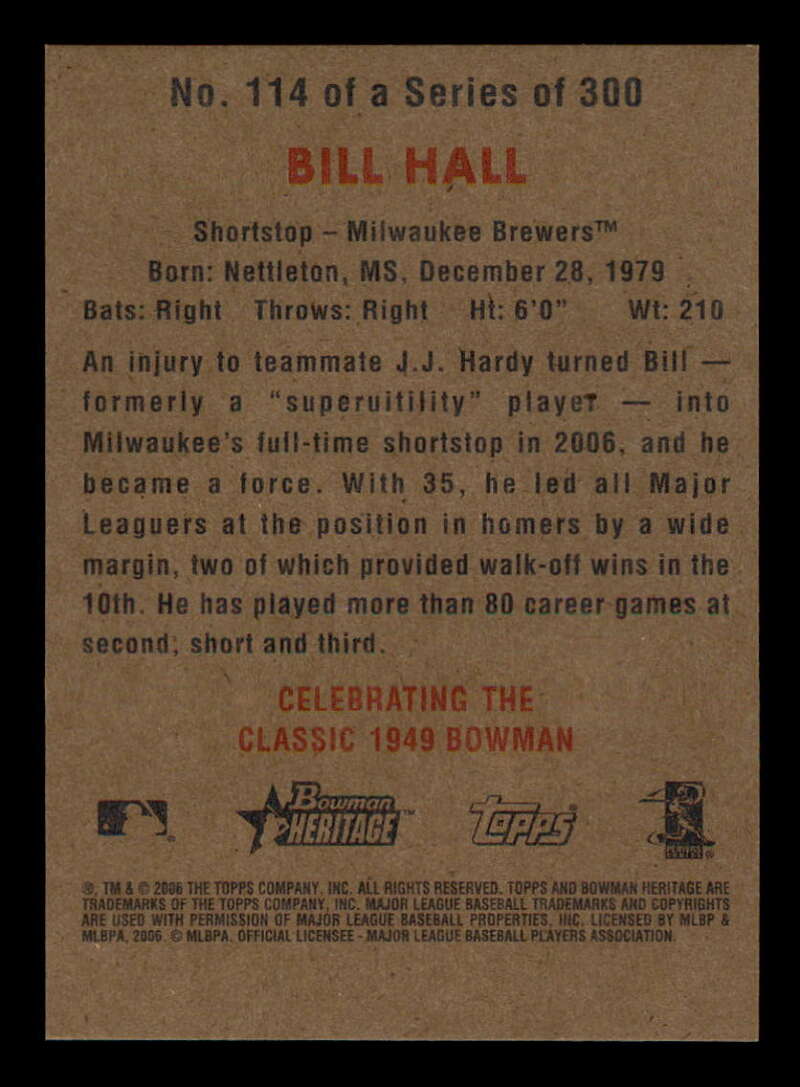 No. 114 of a Series of 300
BILL HALL
Shortstop – Milwaukee Brewers™
Born: Nettleton, MS, December 28, 1979
Bats: Right Throws: Right Ht: 6'0" Wt: 210
An injury to teammate J.J. Hardy turned Bill —
formerly a "superuitility" player — into
Milwaukee's full-time shortstop in 2006, and he
became a force. With 35, he led all Major
Leaguers at the position in homers by a wide
margin, two of which provided walk-off wins in the
10th. He has played more than 80 career games at
second, short and third.
CELEBRATING THE
CLASSIC 1949 BOWMAN
Bowman
HERITAGE™
Topps®
®, TM & © 2006 THE TOPPS COMPANY, INC. ALL RIGHTS RESERVED. TOPPS AND BOWMAN HERITAGE ARE
TRADEMARKS OF THE TOPPS COMPANY, INC. MAJOR LEAGUE BASEBALL TRADEMARKS AND COPYRIGHTS
ARE USED WITH PERMISSION OF MAJOR LEAGUE BASEBALL PROPERTIES, INC. LICENSED BY MLBP &
MLBPA, 2006. © MLBPA. OFFICIAL LICENSEE - MAJOR LEAGUE BASEBALL PLAYERS ASSOCIATION.